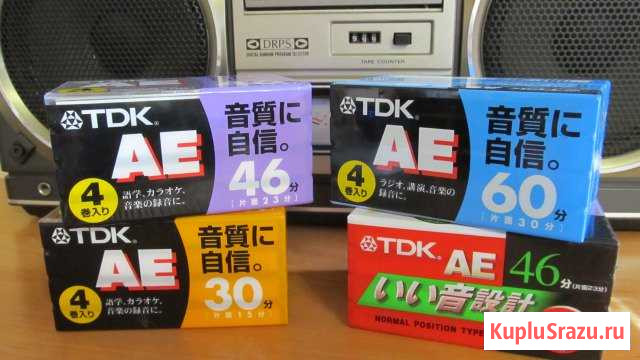 DRPS
DIGITAL RANDOM PROGRAM SELECTOR
TAPE COUNTER
TDK®
AE
4
巻入り
語学、カラオケ、
音楽の録音に。
音質に
自信。
46分
[片面23分]
TDK®
AE
4
巻入り
ラジオ、講演、音楽の
録音に。
音質に
自信。
60分
[片面30分]
TDK®
AE
4
巻入り
語学、カラオケ、
音楽の録音に。
音質に
自信。
30分
[片面15分]
TDK®
AE
46分(片面23分)
いい音設計
NORMAL POSITION TYPE
KupluSrazu.ru